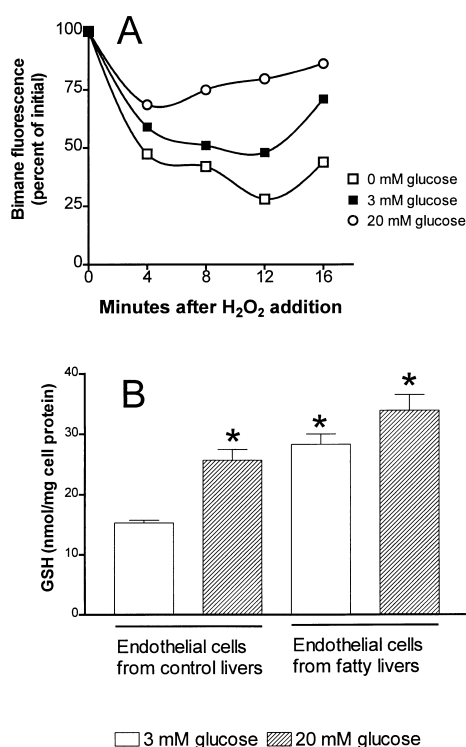 A
Bimane fluorescence
(percent of initial)
100
75
50
25
0
0 4 8 12 16
Minutes after H₂O₂ addition
0 mM glucose
3 mM glucose
20 mM glucose
B
GSH (nmol/mg cell protein)
40
30
20
10
0
* * *
Endothelial cells
from control livers
Endothelial cells
from fatty livers
3 mM glucose 20 mM glucose